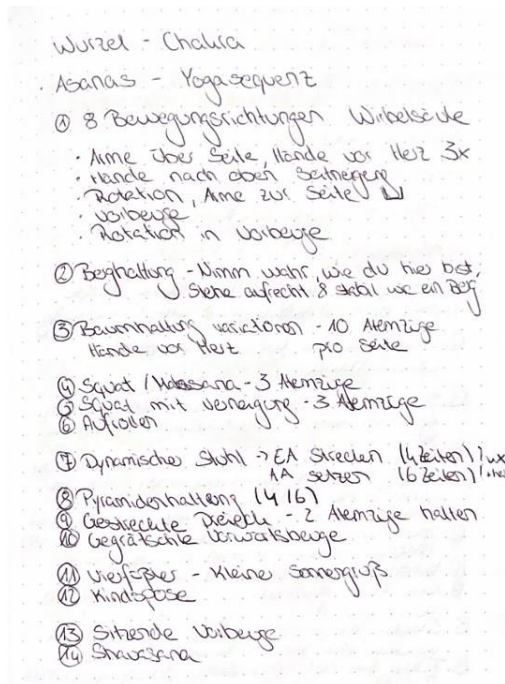 Wurzel - Chakra
Asanas - Yogasequenz
① 8 Bewegungsrichtungen Wirbelsäule
· Arme über Seite, Hände vor Herz 3x
· Hände nach oben Seitneigung
· Rotation, Arme zur Seite
· Vorbeuge
· Rotation in Vorbeuge
② Berghaltung - Nimm wahr, wie du hier bist,
Stehe aufrecht & stabil wie ein Berg
③ Baumhaltung variationen - 10 Atemzüge
Hände vor Herz pro Seite
④ Squat / Malasana - 3 Atemzüge
⑤ Squat mit Verneigung - 3 Atemzüge
⑥ Aufrollen
⑦ Dynamischer Stuhl -> EA Strecken (4 Zeiten)
AA setzen (6 Zeiten)
⑧ Pyramidenhaltung (4 16)
⑨ Gestreckte Dreieck - 2 Atemzüge halten
⑩ Gegrätschte Vorwärtsbeuge
⑪ Vierfüßler - Kleiner Sonnengruß
⑫ Kindspose
⑬ Sitzende Vorbeuge
⑭ Shavasana